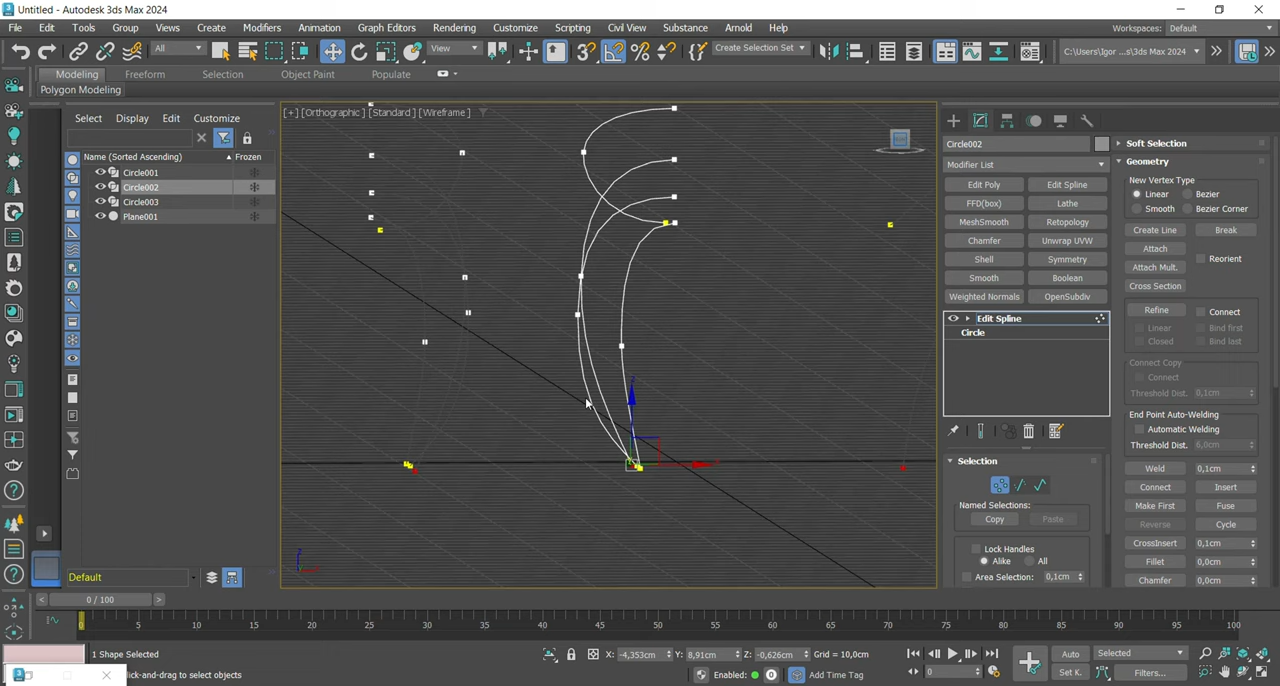 Untitled - Autodesk 3ds Max 2024
File Edit Tools Group Views Create Modifiers Animation Graph Editors Rendering Customize Scripting Civil View Substance Arnold Help Workspaces: Default
All View Create Selection Set C:\Users\Igor ...s\3ds Max 2024
Modeling Freeform Selection Object Paint Populate
Polygon Modeling
Select Display Edit Customize
[+] [Orthographic] [Standard] [Wireframe]
Name (Sorted Ascending) Frozen
Circle001
Circle002
Circle003
Plane001
Default
Circle002
Modifier List
Edit Poly Edit Spline
FFD(box) Lathe
MeshSmooth Retopology
Chamfer Unwrap UVW
Shell Symmetry
Smooth Boolean
Weighted Normals OpenSubdiv
Edit Spline
Circle
Selection
Named Selections:
Copy Paste
Lock Handles
Alike All
Area Selection: 0,1cm
Soft Selection
Geometry
New Vertex Type
Linear Bezier
Smooth Bezier Corner
Create Line Break
Attach
Reorient
Attach Mult.
Cross Section
Refine Connect
Linear Bind first
Closed Bind last
Connect Copy
Connect
Threshold Dist. 0,1cm
End Point Auto-Welding
Automatic Welding
Threshold Dist. 6,0cm
Weld 0,1cm
Connect Insert
Make First Fuse
Reverse Cycle
CrossInsert 0,1cm
Fillet 0,0cm
Chamfer 0,0cm
z
x
< 0 / 100 >
0 5 10 15 20 25 30 35 40 45 50 55 60 65 70 75 80 85 90 95 100
1 Shape Selected X: -4,353cm Y: 8,91cm Z: -0,626cm Grid = 10,0cm Auto Selected
lick-and-drag to select objects Enabled: 0 Add Time Tag 0 Set K. Filters...